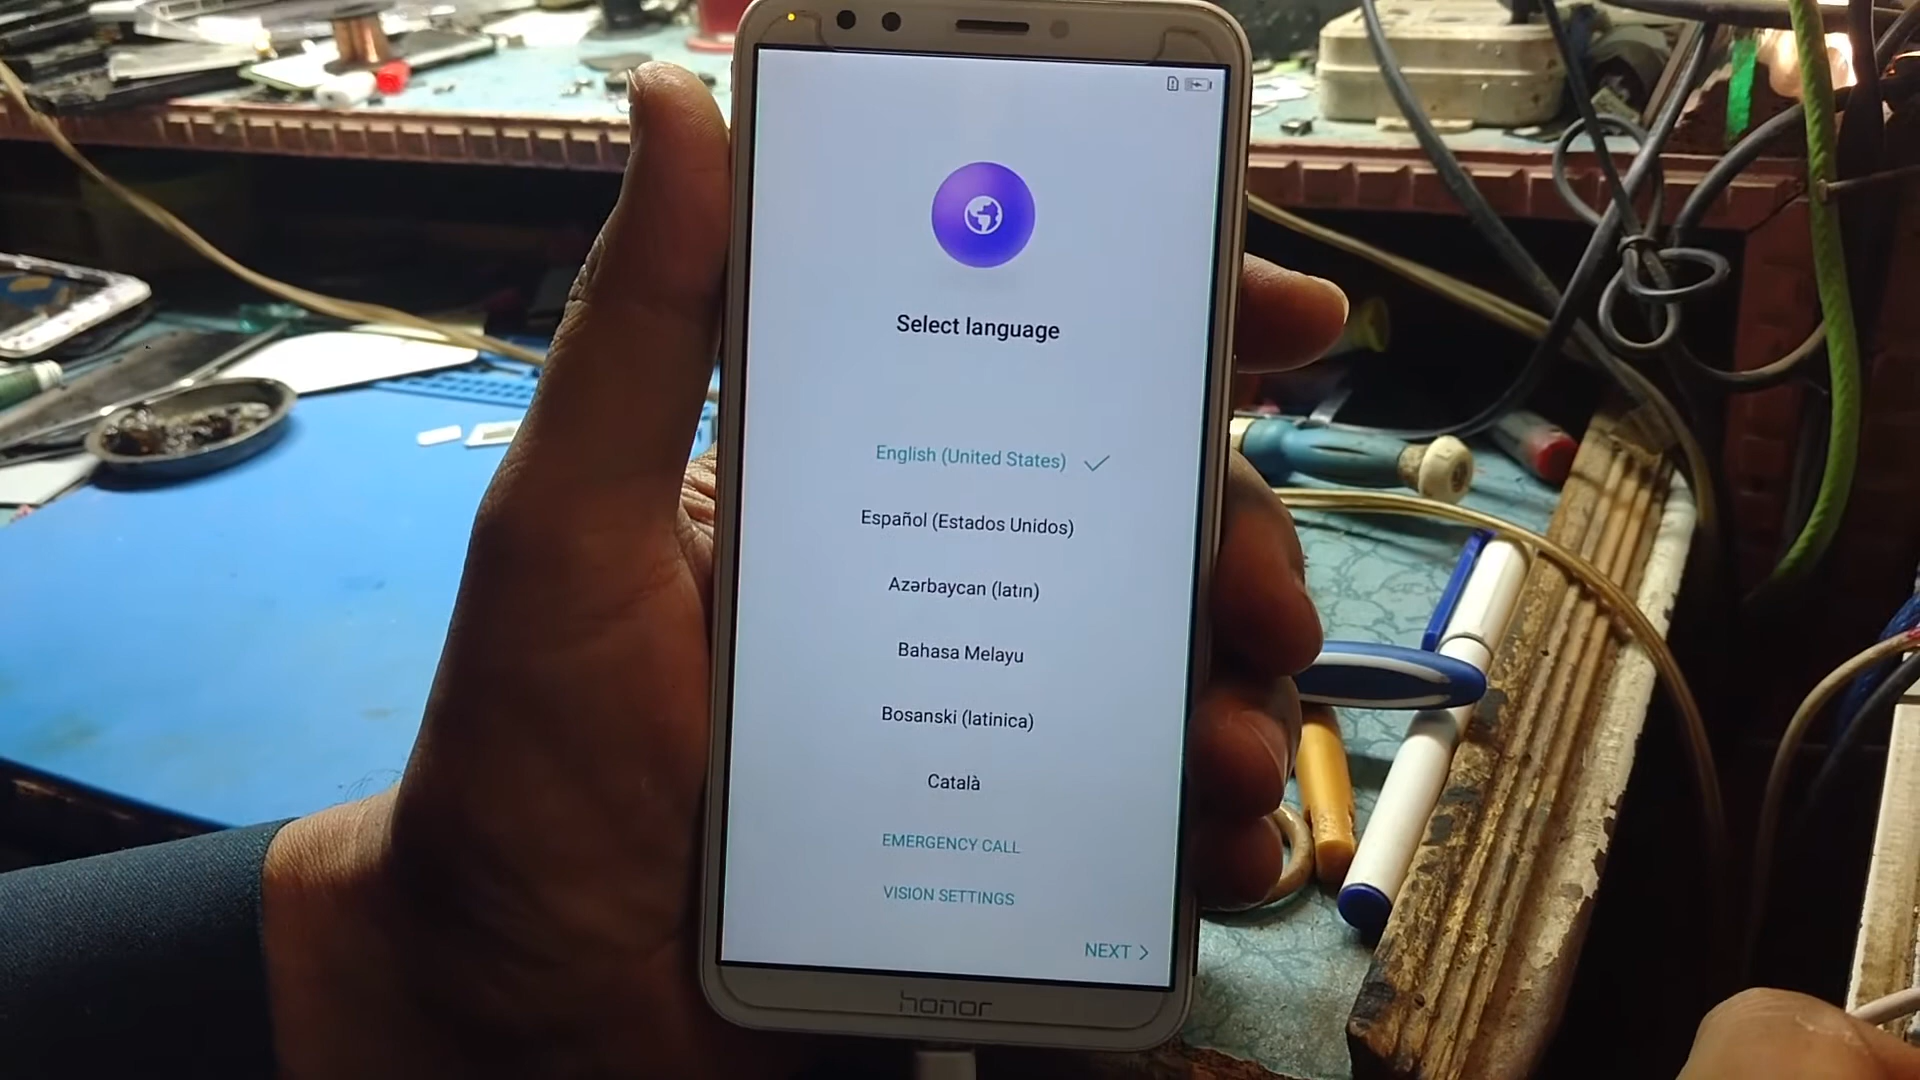 Select language
English (United States)
Español (Estados Unidos)
Azərbaycan (latın)
Bahasa Melayu
Bosanski (latinica)
Català
EMERGENCY CALL
VISION SETTINGS
NEXT
honor